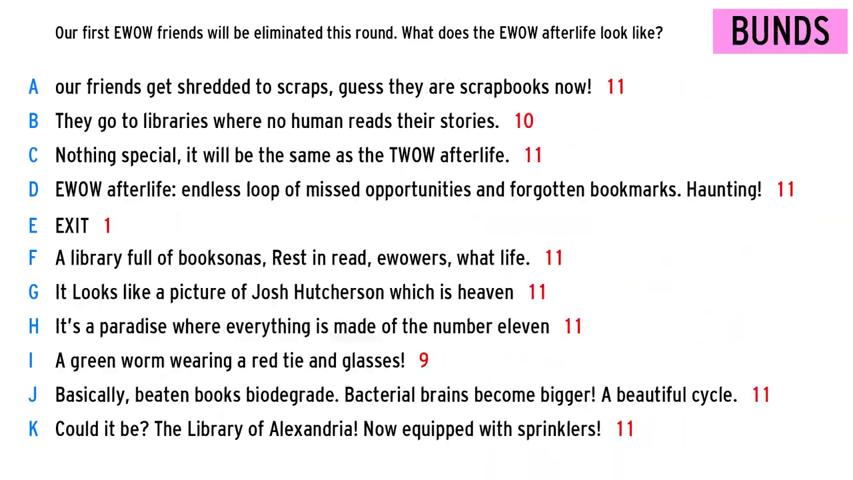 Our first EWOW friends will be eliminated this round. What does the EWOW afterlife look like?
BUNDS
A our friends get shredded to scraps, guess they are scrapbooks now! 11
B They go to libraries where no human reads their stories. 10
C Nothing special, it will be the same as the TWOW afterlife. 11
D EWOW afterlife: endless loop of missed opportunities and forgotten bookmarks. Haunting! 11
E EXIT 1
F A library full of booksonas, Rest in read, ewowers, what life. 11
G It Looks like a picture of Josh Hutcherson which is heaven 11
H It's a paradise where everything is made of the number eleven 11
I A green worm wearing a red tie and glasses! 9
J Basically, beaten books biodegrade. Bacterial brains become bigger! A beautiful cycle. 11
K Could it be? The Library of Alexandria! Now equipped with sprinklers! 11